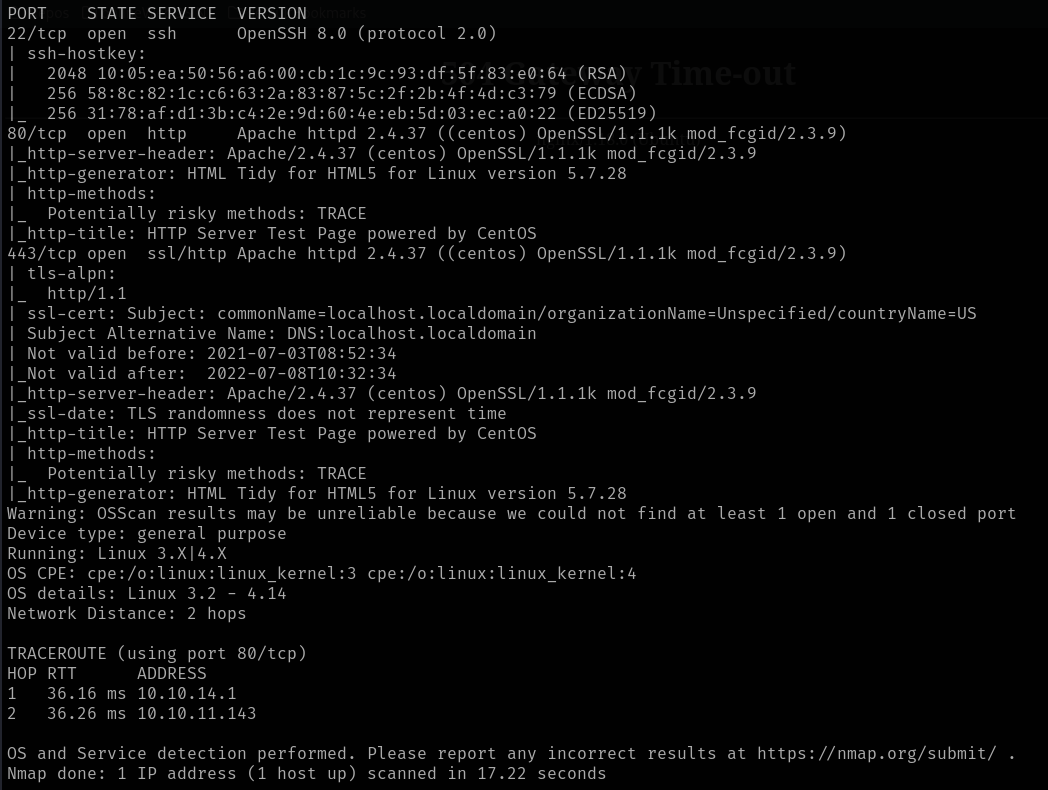 PORT    STATE SERVICE  VERSION
22/tcp  open  ssh      OpenSSH 8.0 (protocol 2.0)
| ssh-hostkey:
|   2048 10:05:ea:50:56:a6:00:cb:1c:9c:93:df:5f:83:e0:64 (RSA)
|   256 58:8c:82:1c:c6:63:2a:83:87:5c:2f:2b:4f:4d:c3:79 (ECDSA)
|_  256 31:78:af:d1:3b:c4:2e:9d:60:4e:eb:5d:03:ec:a0:22 (ED25519)
80/tcp  open  http     Apache httpd 2.4.37 ((centos) OpenSSL/1.1.1k mod_fcgid/2.3.9)
|_http-server-header: Apache/2.4.37 (centos) OpenSSL/1.1.1k mod_fcgid/2.3.9
|_http-generator: HTML Tidy for HTML5 for Linux version 5.7.28
| http-methods:
|_  Potentially risky methods: TRACE
|_http-title: HTTP Server Test Page powered by CentOS
443/tcp open  ssl/http Apache httpd 2.4.37 ((centos) OpenSSL/1.1.1k mod_fcgid/2.3.9)
| tls-alpn:
|_  http/1.1
| ssl-cert: Subject: commonName=localhost.localdomain/organizationName=Unspecified/countryName=US
| Subject Alternative Name: DNS:localhost.localdomain
| Not valid before: 2021-07-03T08:52:34
|_Not valid after:  2022-07-08T10:32:34
|_http-server-header: Apache/2.4.37 (centos) OpenSSL/1.1.1k mod_fcgid/2.3.9
|_ssl-date: TLS randomness does not represent time
|_http-title: HTTP Server Test Page powered by CentOS
| http-methods:
|_  Potentially risky methods: TRACE
|_http-generator: HTML Tidy for HTML5 for Linux version 5.7.28
Warning: OSScan results may be unreliable because we could not find at least 1 open and 1 closed port
Device type: general purpose
Running: Linux 3.X|4.X
OS CPE: cpe:/o:linux:linux_kernel:3 cpe:/o:linux:linux_kernel:4
OS details: Linux 3.2 - 4.14
Network Distance: 2 hops

TRACEROUTE (using port 80/tcp)
HOP RTT      ADDRESS
1   36.16 ms 10.10.14.1
2   36.26 ms 10.10.11.143

OS and Service detection performed. Please report any incorrect results at https://nmap.org/submit/ .
Nmap done: 1 IP address (1 host up) scanned in 17.22 seconds
Time-out